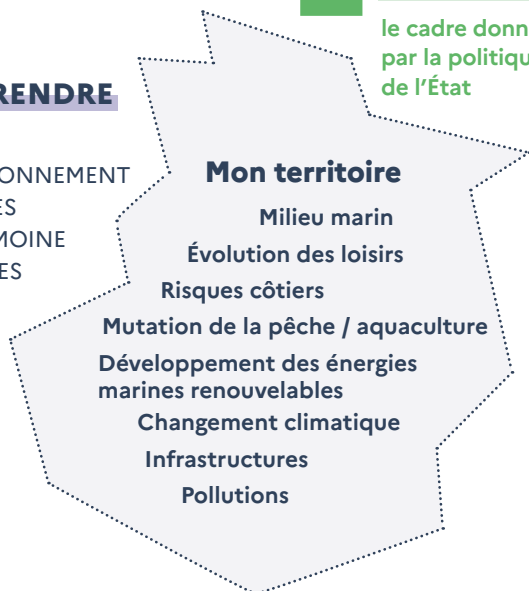 le cadre donn
par la politiqu
de l'État
RENDRE
ONNEMENT
ES
MOINE
ES
Mon territoire
Milieu marin
Évolution des loisirs
Risques côtiers
Mutation de la pêche / aquaculture
Développement des énergies
marines renouvelables
Changement climatique
Infrastructures
Pollutions